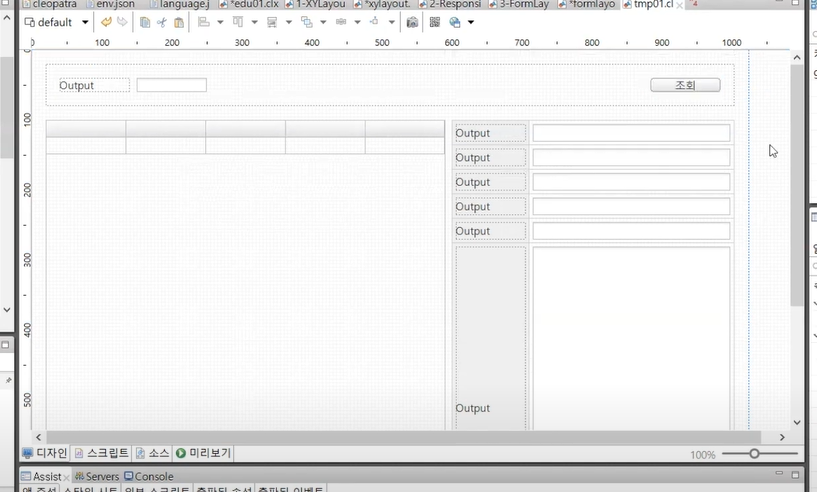 cleopatra env.json language.j *edu01.clx 1-XYLayou *xylayout. 2-Responsi 3-FormLay *formlayo tmp01.cl
default
0 100 200 300 400 500 600 700 800 900 1000
Output 조회
100
200
300
400
500
Output
Output
Output
Output
Output
Output
디자인 스크립트 소스 미리보기
100%
Assist Servers Console